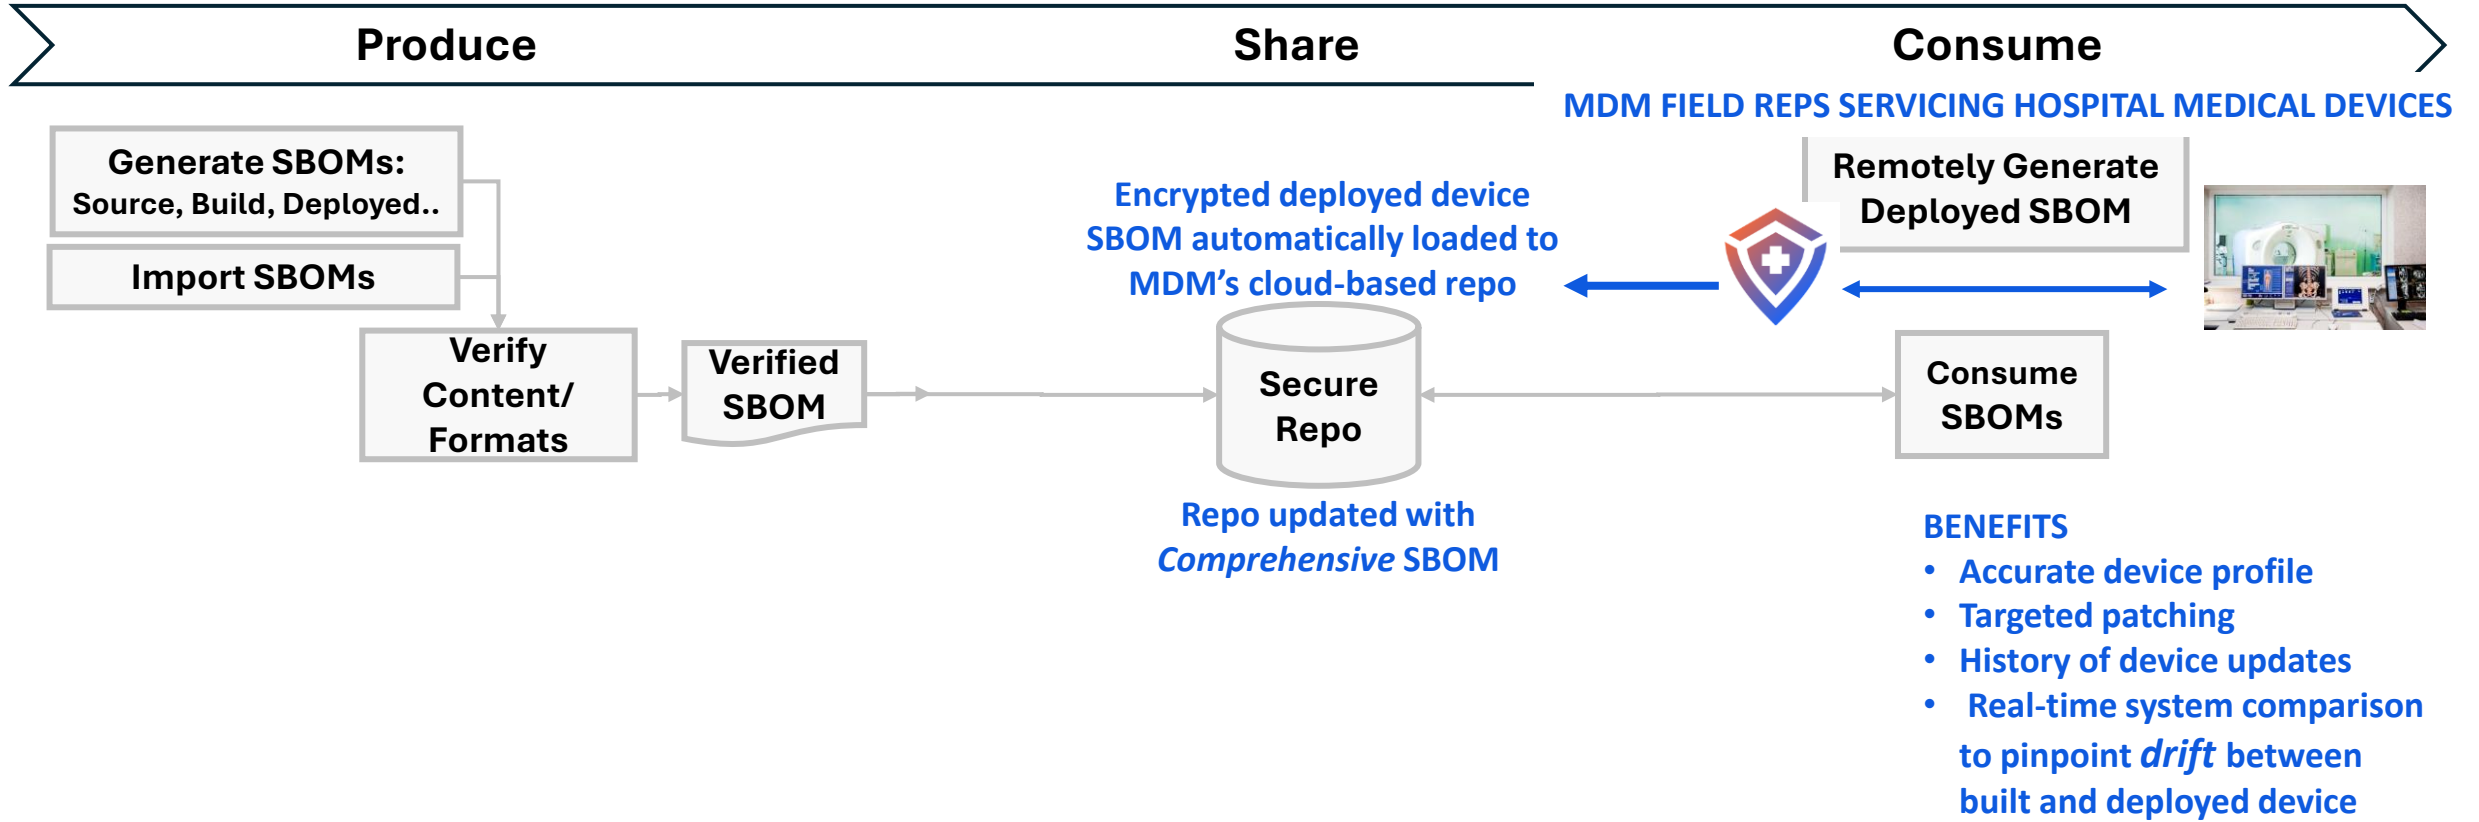 Produce
Share
Consume
MDM FIELD REPS SERVICING HOSPITAL MEDICAL DEVICES
Generate SBOMs:
Source, Build, Deployed..
Import SBOMs
Verify
Content/
Formats
Verified
SBOM
Encrypted deployed device
SBOM automatically loaded to
MDM’s cloud-based repo
Secure
Repo
Repo updated with
Comprehensive SBOM
Remotely Generate
Deployed SBOM
Consume
SBOMs
BENEFITS
• Accurate device profile
• Targeted patching
• History of device updates
• Real-time system comparison
to pinpoint drift between
built and deployed device